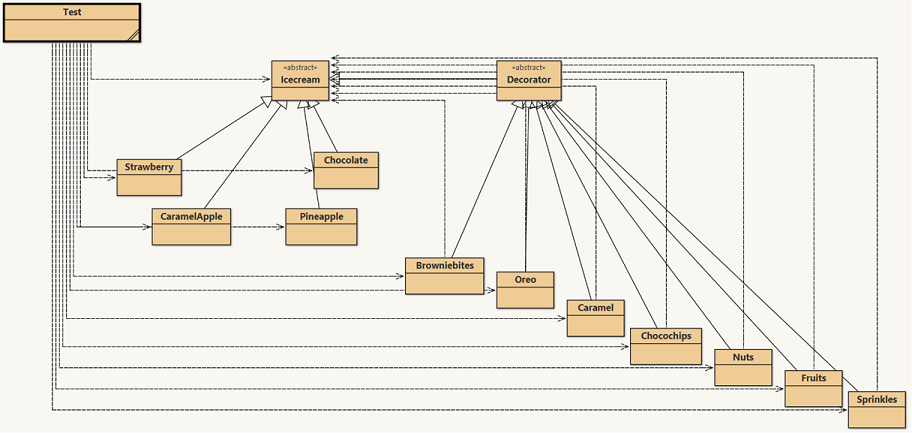 Test
«abstract»
Icecream
«abstract»
Decorator
Strawberry
Chocolate
CaramelApple
Pineapple
Browniebites
Oreo
Caramel
Chocochips
Nuts
Fruits
Sprinkles